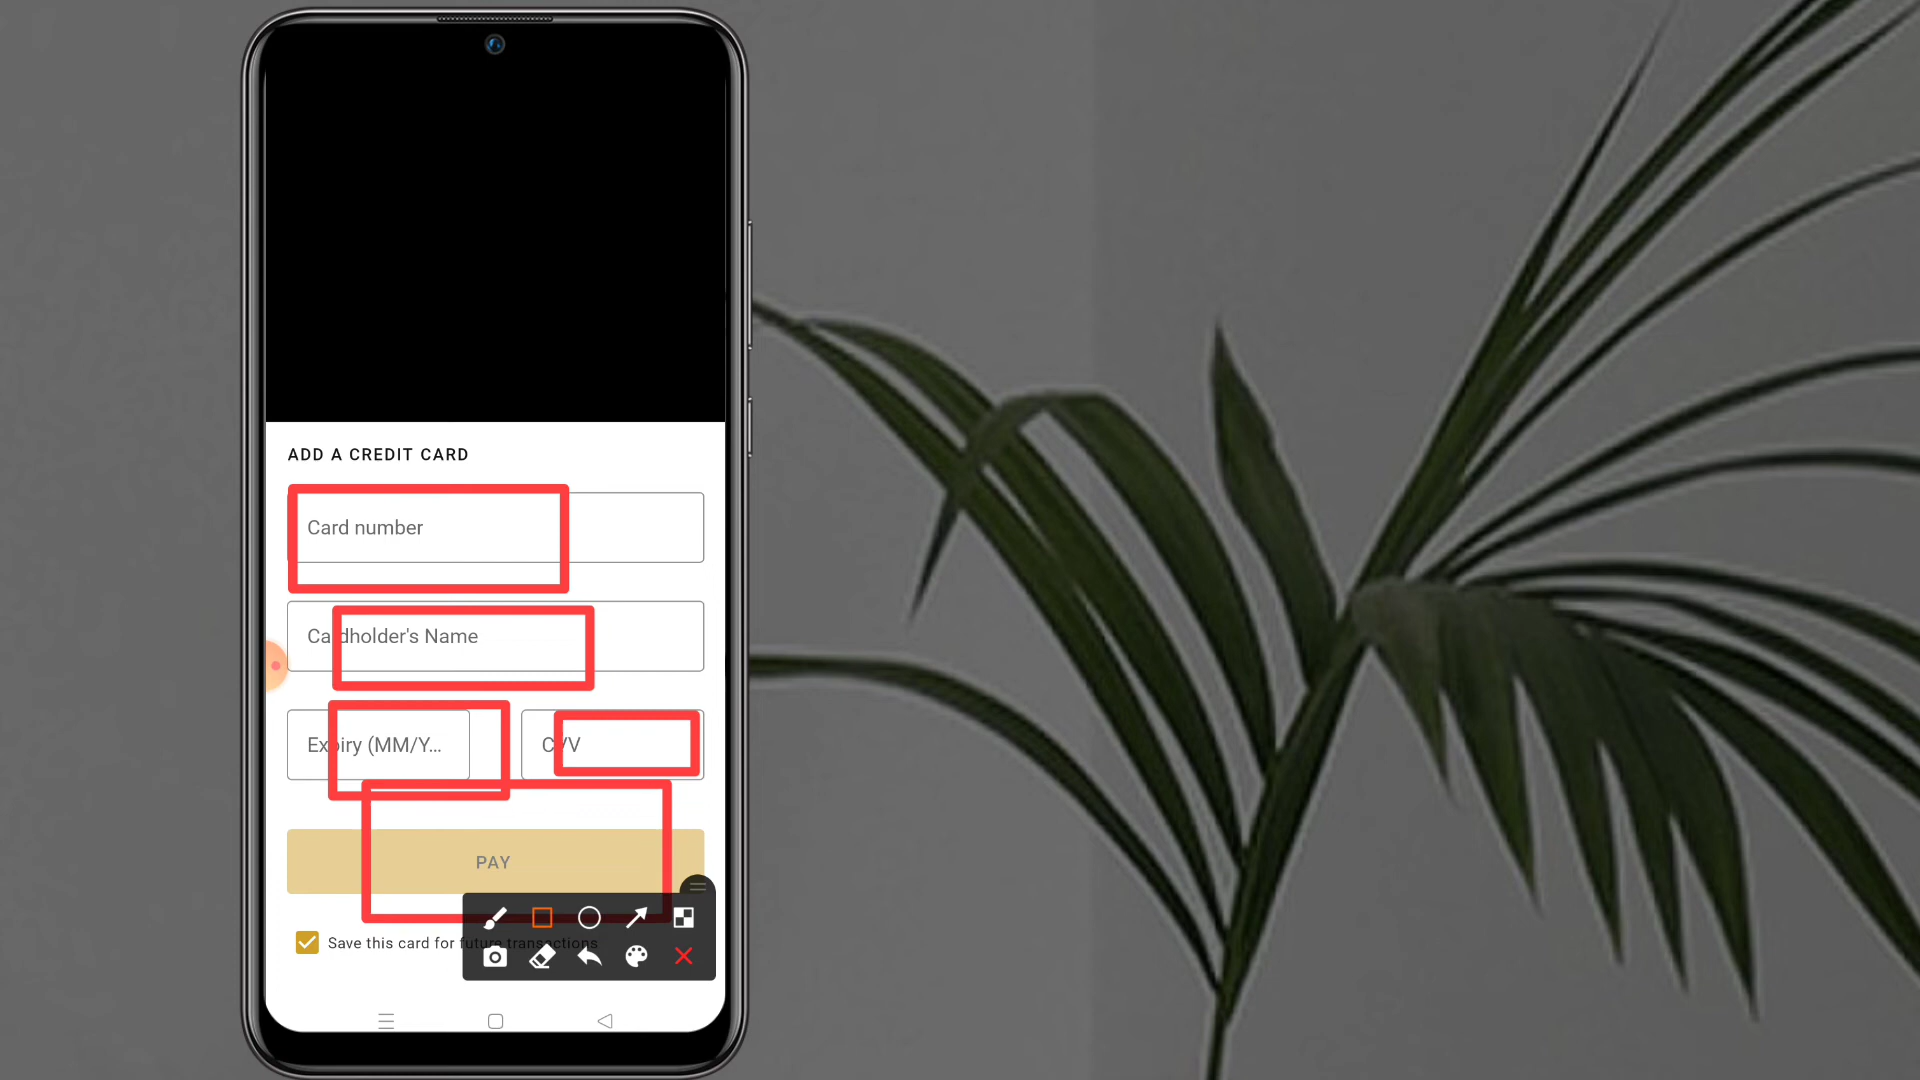 ADD A CREDIT CARD
Card number
Cardholder's Name
Expiry (MM/Y...
CVV
PAY
Save this card for future transactions